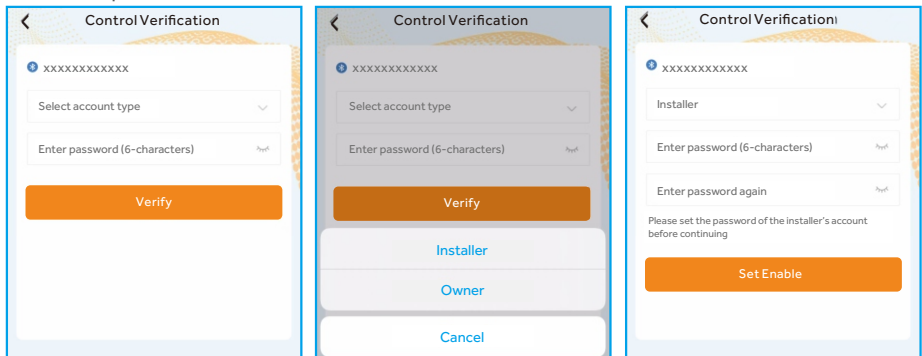 Control Verification
xxxxxxxxxxxx
Select account type
Enter password (6-characters)
Verify
Control Verification
xxxxxxxxxxxx
Select account type
Enter password (6-characters)
Verify
Installer
Owner
Cancel
Control Verification
xxxxxxxxxxxx
Installer
Enter password (6-characters)
Enter password again
Please set the password of the installer's account
before continuing
Set Enable